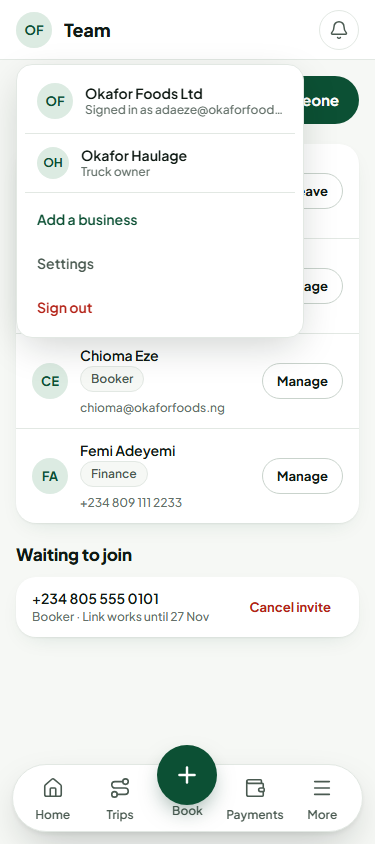 OF Team
OF Okafor Foods Ltd
Signed in as adaeze@okaforfood…
OH Okafor Haulage
Truck owner
Add a business
Settings
Sign out
CE Chioma Eze
Booker
chioma@okaforfoods.ng
Manage
FA Femi Adeyemi
Finance
+234 809 111 2233
Manage
Waiting to join
+234 805 555 0101
Booker · Link works until 27 Nov
Cancel invite
Home
Trips
Book
Payments
More